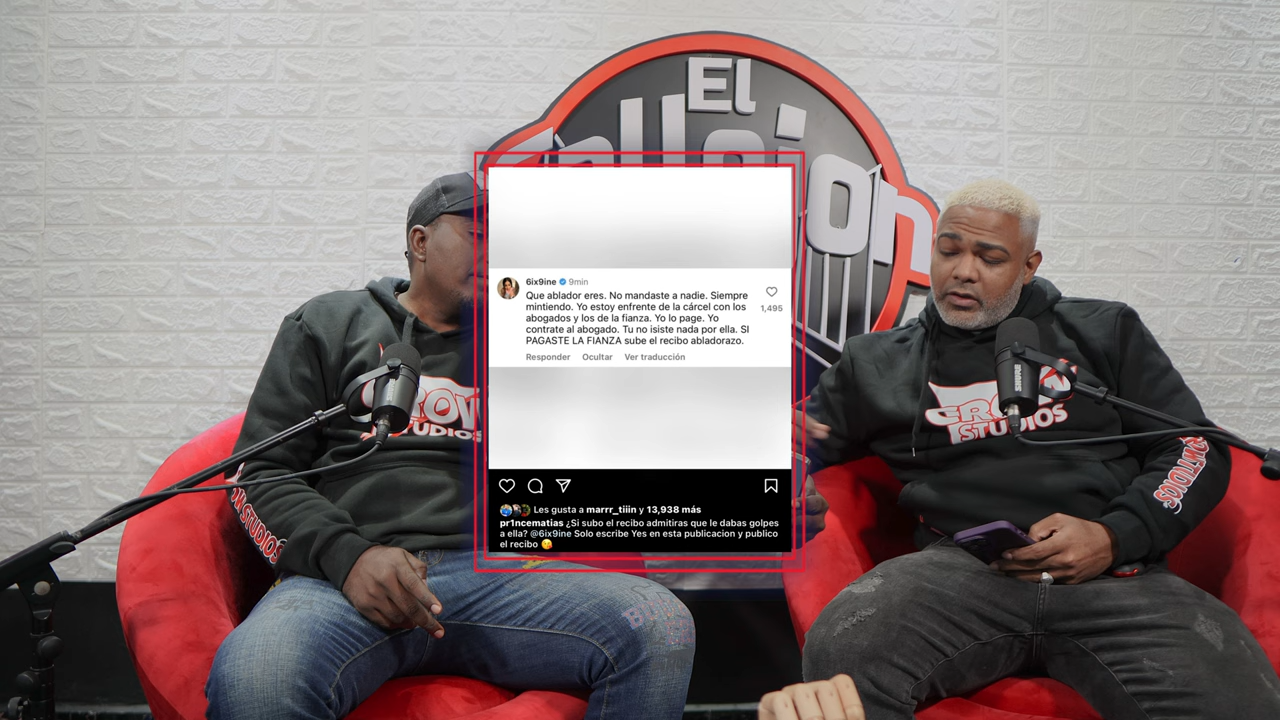 El
6ix9ine 9min
Que ablador eres. No mandaste a nadie. Siempre
mintiendo. Yo estoy enfrente de la cárcel con los
abogados y los de la fianza. Yo lo page. Yo
contrate al abogado. Tu no isiste nada por ella. SI
PAGASTE LA FIANZA sube el recibo abladorazo.
1,495
Responder Ocultar Ver traducción
Les gusta a marrr_tiiin y 13,938 más
pr1ncematias ¿Si subo el recibo admitiras que le dabas golpes
a ella? @6ix9ine Solo escribe Yes en esta publicacion y publico
el recibo
STUDIOS
SHURE
STUDIOS